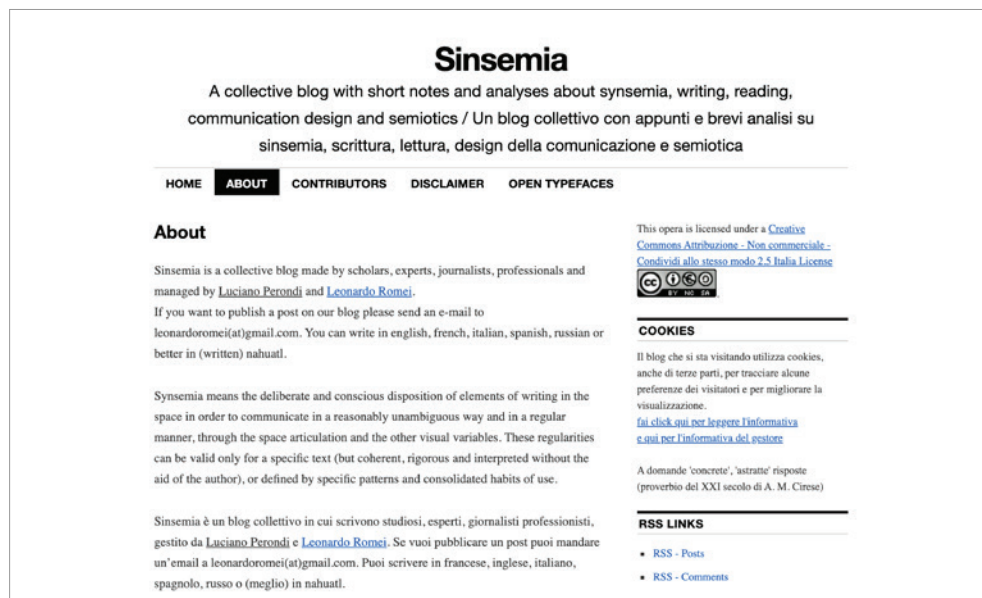 Sinsemia
A collective blog with short notes and analyses about synsemia, writing, reading,
communication design and semiotics / Un blog collettivo con appunti e brevi analisi su
sinsemia, scrittura, lettura, design della comunicazione e semiotica
HOME ABOUT CONTRIBUTORS DISCLAIMER OPEN TYPEFACES
About
Sinsemia is a collective blog made by scholars, experts, journalists, professionals and
managed by Luciano Perondi and Leonardo Romei.
If you want to publish a post on our blog please send an e-mail to
leonardoromei(at)gmail.com. You can write in english, french, italian, spanish, russian or
better in (written) nahuatl.
Synsemia means the deliberate and conscious disposition of elements of writing in the
space in order to communicate in a reasonably unambiguous way and in a regular
manner, through the space articulation and the other visual variables. These regularities
can be valid only for a specific text (but coherent, rigorous and interpreted without the
aid of the author), or defined by specific patterns and consolidated habits of use.
Sinsemia è un blog collettivo in cui scrivono studiosi, esperti, giornalisti professionisti,
gestito da Luciano Perondi e Leonardo Romei. Se vuoi pubblicare un post puoi mandare
un'email a leonardoromei(at)gmail.com. Puoi scrivere in francese, inglese, italiano,
spagnolo, russo o (meglio) in nahuatl.
This opera is licensed under a Creative
Commons Attribuzione - Non commerciale -
Condividi allo stesso modo 2.5 Italia License
cc BY NC SA
COOKIES
Il blog che si sta visitando utilizza cookies,
anche di terze parti, per tracciare alcune
preferenze dei visitatori e per migliorare la
visualizzazione.
fai click qui per leggere l'informativa
e qui per l'informativa del gestore
A domande 'concrete', 'astratte' risposte
(proverbio del XXI secolo di A. M. Cirese)
RSS LINKS
RSS - Posts
RSS - Comments